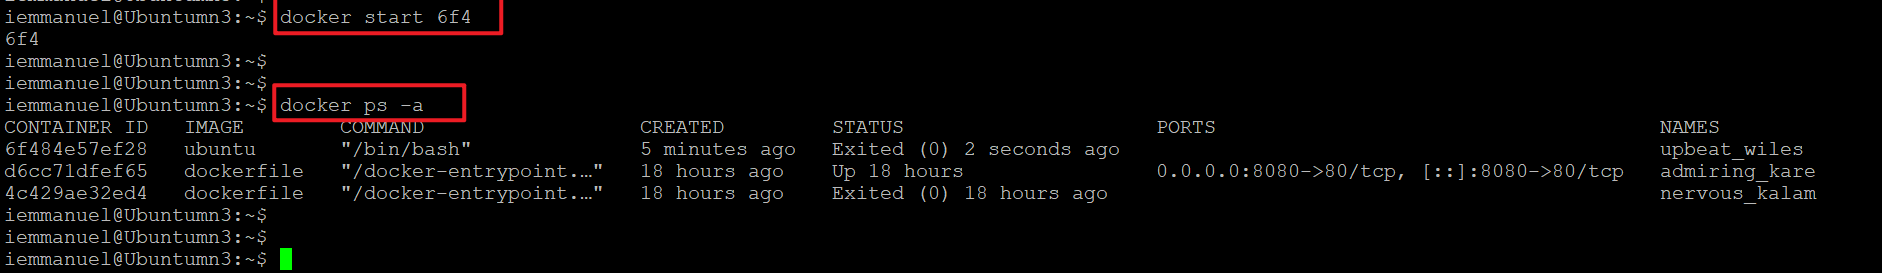 iemmanuel@Ubuntumn3:~$ docker start 6f4
6f4
iemmanuel@Ubuntumn3:~$
iemmanuel@Ubuntumn3:~$
iemmanuel@Ubuntumn3:~$ docker ps -a
CONTAINER ID   IMAGE        COMMAND                  CREATED         STATUS                     PORTS                                     NAMES
6f484e57ef28   ubuntu       "/bin/bash"              5 minutes ago   Exited (0) 2 seconds ago                                             upbeat_wiles
d6cc71dfef65   dockerfile   "/docker-entrypoint.…"   18 hours ago    Up 18 hours                0.0.0.0:8080->80/tcp, [::]:8080->80/tcp   admiring_kare
4c429ae32ed4   dockerfile   "/docker-entrypoint.…"   18 hours ago    Exited (0) 18 hours ago                                              nervous_kalam
iemmanuel@Ubuntumn3:~$
iemmanuel@Ubuntumn3:~$
iemmanuel@Ubuntumn3:~$